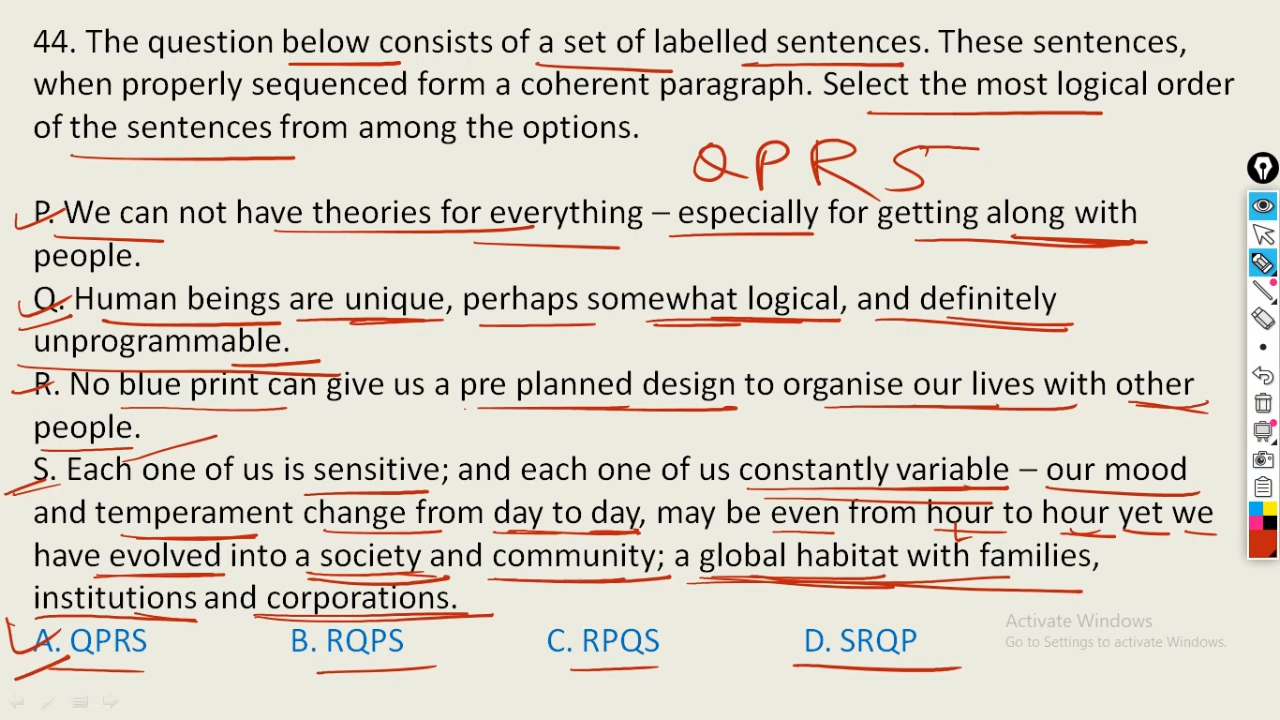 44. The question below consists of a set of labelled sentences. These sentences,
when properly sequenced form a coherent paragraph. Select the most logical order
of the sentences from among the options.
QPRS
P. We can not have theories for everything – especially for getting along with
people.
Q. Human beings are unique, perhaps somewhat logical, and definitely
unprogrammable.
R. No blue print can give us a pre planned design to organise our lives with other
people.
S. Each one of us is sensitive; and each one of us constantly variable – our mood
and temperament change from day to day, may be even from hour to hour yet we
have evolved into a society and community; a global habitat with families,
institutions and corporations.
A. QPRS B. RQPS C. RPQS D. SRQP
Activate Windows
Go to Settings to activate Windows.